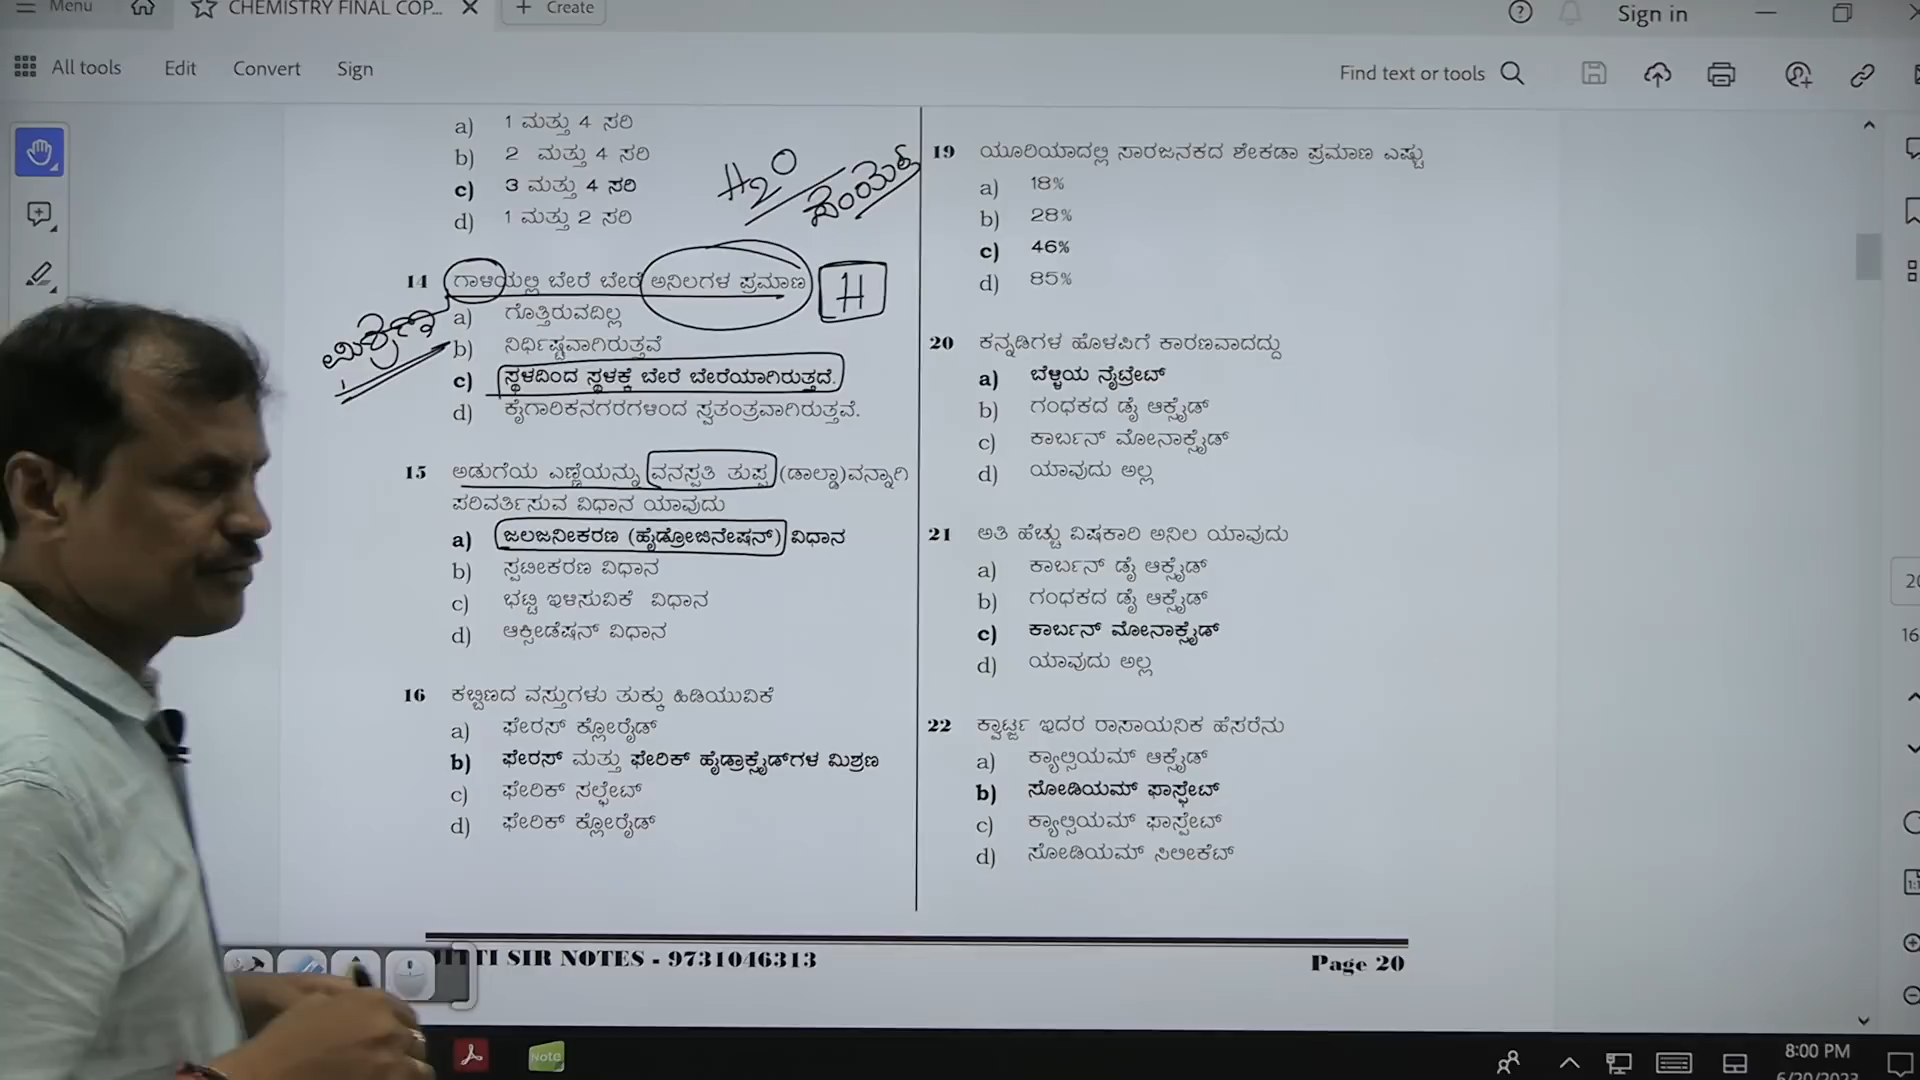 Menu
CHEMISTRY FINAL COP...
+ Create
Sign in
All tools
Edit
Convert
Sign
Find text or tools
a) 1 ಮತ್ತು 4 ಸರಿ
b) 2 ಮತ್ತು 4 ಸರಿ
c) 3 ಮತ್ತು 4 ಸರಿ
d) 1 ಮತ್ತು 2 ಸರಿ
H2O
14 ಗಾಳಿಯಲ್ಲಿ ಬೇರೆ ಬೇರೆ ಅನಿಲಗಳ ಪ್ರಮಾಣ
H
ಮಿಶ್ರಣ
a) ಗೊತ್ತಿರುವದಿಲ್ಲ
b) ನಿರ್ಧಿಷ್ಟವಾಗಿರುತ್ತವೆ
c) ಸ್ಥಳದಿಂದ ಸ್ಥಳಕ್ಕೆ ಬೇರೆ ಬೇರೆಯಾಗಿರುತ್ತದೆ.
d) ಕೈಗಾರಿಕನಗರಗಳಿಂದ ಸ್ವತಂತ್ರವಾಗಿರುತ್ತವೆ.
15 ಅಡುಗೆಯ ಎಣ್ಣೆಯನ್ನು ವನಸ್ಪತಿ ತುಪ್ಪ (ಡಾಲ್ಡಾ)ವನ್ನಾಗಿ
ಪರಿವರ್ತಿಸುವ ವಿಧಾನ ಯಾವುದು
a) ಜಲಜನೀಕರಣ (ಹೈಡ್ರೋಜಿನೇಷನ್) ವಿಧಾನ
b) ಸ್ಪಟೀಕರಣ ವಿಧಾನ
c) ಭಟ್ಟಿ ಇಳಿಸುವಿಕೆ ವಿಧಾನ
d) ಆಕ್ಸೀಡೆಷನ್ ವಿಧಾನ
16 ಕಬ್ಬಿಣದ ವಸ್ತುಗಳು ತುಕ್ಕು ಹಿಡಿಯುವಿಕೆ
a) ಫೇರಸ್ ಕ್ಲೋರೈಡ್
b) ಫೇರಸ್ ಮತ್ತು ಫೇರಿಕ್ ಹೈಡ್ರಾಕ್ಸೈಡ್‌ಗಳ ಮಿಶ್ರಣ
c) ಫೇರಿಕ್ ಸಲ್ಫೇಟ್
d) ಫೇರಿಕ್ ಕ್ಲೋರೈಡ್
19 ಯೂರಿಯಾದಲ್ಲಿ ಸಾರಜನಕದ ಶೇಕಡಾ ಪ್ರಮಾಣ ಎಷ್ಟು
a) 18%
b) 28%
c) 46%
d) 85%
20 ಕನ್ನಡಿಗಳ ಹೊಳಪಿಗೆ ಕಾರಣವಾದದ್ದು
a) ಬೆಳ್ಳಿಯ ನೈಟ್ರೇಟ್
b) ಗಂಧಕದ ಡೈ ಆಕ್ಸೈಡ್
c) ಕಾರ್ಬನ್ ಮೋನಾಕ್ಸೈಡ್
d) ಯಾವುದು ಅಲ್ಲ
21 ಅತಿ ಹೆಚ್ಚು ವಿಷಕಾರಿ ಅನಿಲ ಯಾವುದು
a) ಕಾರ್ಬನ್ ಡೈ ಆಕ್ಸೈಡ್
b) ಗಂಧಕದ ಡೈ ಆಕ್ಸೈಡ್
c) ಕಾರ್ಬನ್ ಮೋನಾಕ್ಸೈಡ್
d) ಯಾವುದು ಅಲ್ಲ
22 ಕ್ವಾರ್ಟ್ಜ ಇದರ ರಾಸಾಯನಿಕ ಹೆಸರೆನು
a) ಕ್ಯಾಲ್ಸಿಯಮ್ ಆಕ್ಸೈಡ್
b) ಸೋಡಿಯಮ್ ಫಾಸ್ಫೇಟ್
c) ಕ್ಯಾಲ್ಸಿಯಮ್ ಫಾಸ್ಪೇಟ್
d) ಸೋಡಿಯಮ್ ಸಿಲೀಕೆಟ್
SIR NOTES - 9731046313
Page 20
Note
8:00 PM